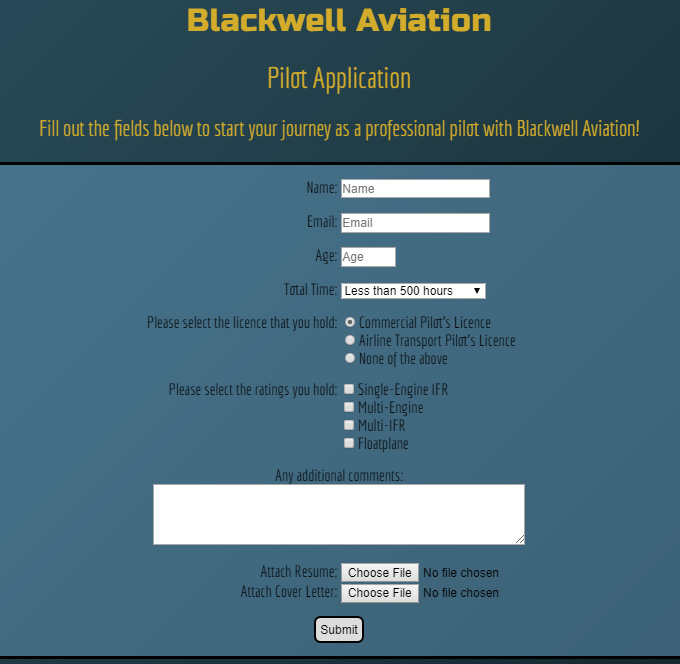 Blackwell Aviation
Pilot Application
Fill out the fields below to start your journey as a professional pilot with Blackwell Aviation!
Name: Name
Email: Email
Age: Age
Total Time: Less than 500 hours
Please select the licence that you hold: Commercial Pilot's Licence
Airline Transport Pilot's Licence
None of the above
Please select the ratings you hold: Single-Engine IFR
Multi-Engine
Multi-IFR
Floatplane
Any additional comments:
Attach Resume: Choose File No file chosen
Attach Cover Letter: Choose File No file chosen
Submit